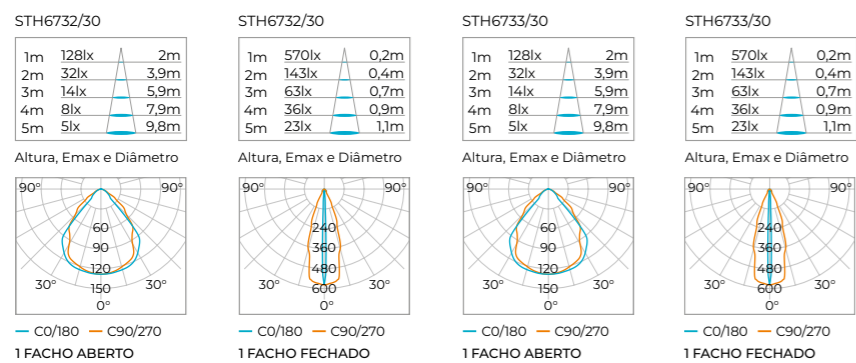 STH6732/30
1m 128lx 2m
2m 32lx 3,9m
3m 14lx 5,9m
4m 8lx 7,9m
5m 5lx 9,8m
Altura, Emax e Diâmetro
90° 90°
60
90
120
150
30° 30°
0°
C0/180 C90/270
1 FACHO ABERTO
STH6732/30
1m 570lx 0,2m
2m 143lx 0,4m
3m 63lx 0,7m
4m 36lx 0,9m
5m 23lx 1,1m
Altura, Emax e Diâmetro
90° 90°
240
360
480
600
30° 30°
0°
C0/180 C90/270
1 FACHO FECHADO
STH6733/30
1m 128lx 2m
2m 32lx 3,9m
3m 14lx 5,9m
4m 8lx 7,9m
5m 5lx 9,8m
Altura, Emax e Diâmetro
90° 90°
60
90
120
150
30° 30°
0°
C0/180 C90/270
1 FACHO ABERTO
STH6733/30
1m 570lx 0,2m
2m 143lx 0,4m
3m 63lx 0,7m
4m 36lx 0,9m
5m 23lx 1,1m
Altura, Emax e Diâmetro
90° 90°
240
360
480
600
30° 30°
0°
C0/180 C90/270
1 FACHO FECHADO